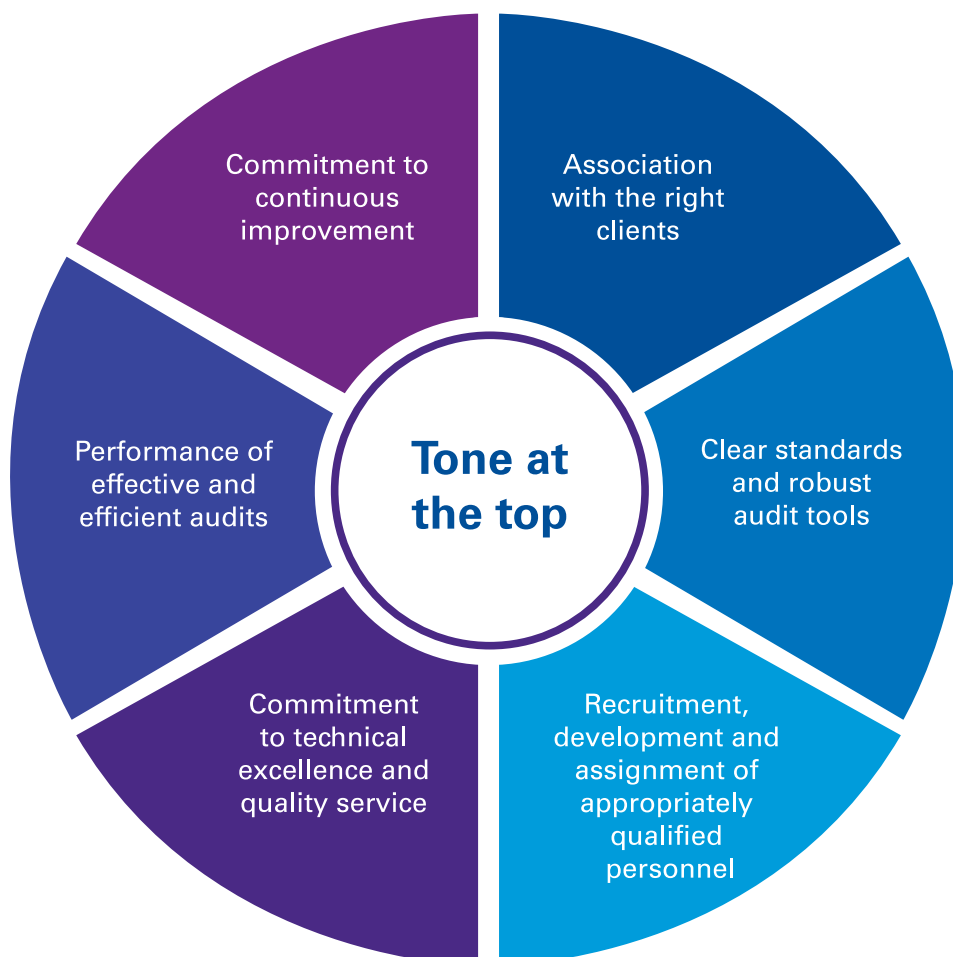 Commitment to
continuous
improvement
Association
with the right
clients
Performance of
effective and
efficient audits
Tone at
the top
Clear standards
and robust
audit tools
Commitment
to technical
excellence and
quality service
Recruitment,
development and
assignment of
appropriately
qualified
personnel